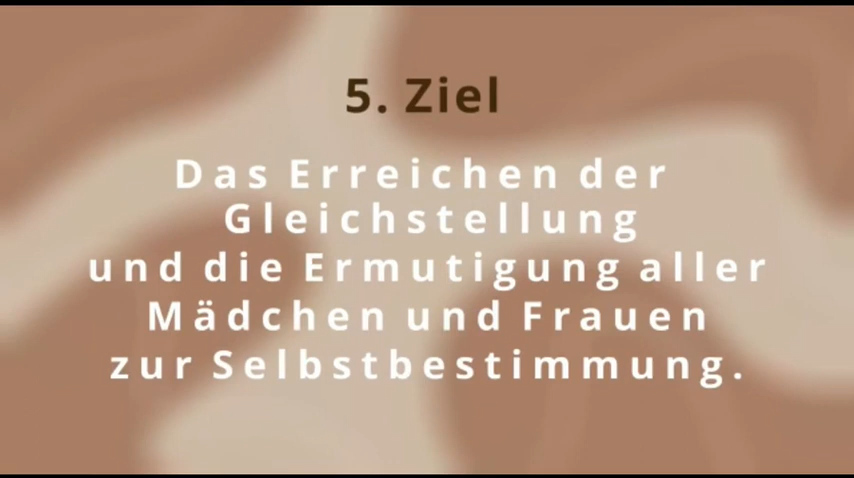 5. Ziel
Das Erreichen der
Gleichstellung
und die Ermutigung aller
Mädchen und Frauen
zur Selbstbestimmung.